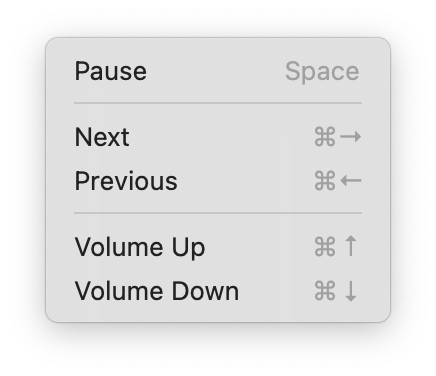 Pause Space
Next ⌘→
Previous ⌘←
Volume Up ⌘↑
Volume Down ⌘↓